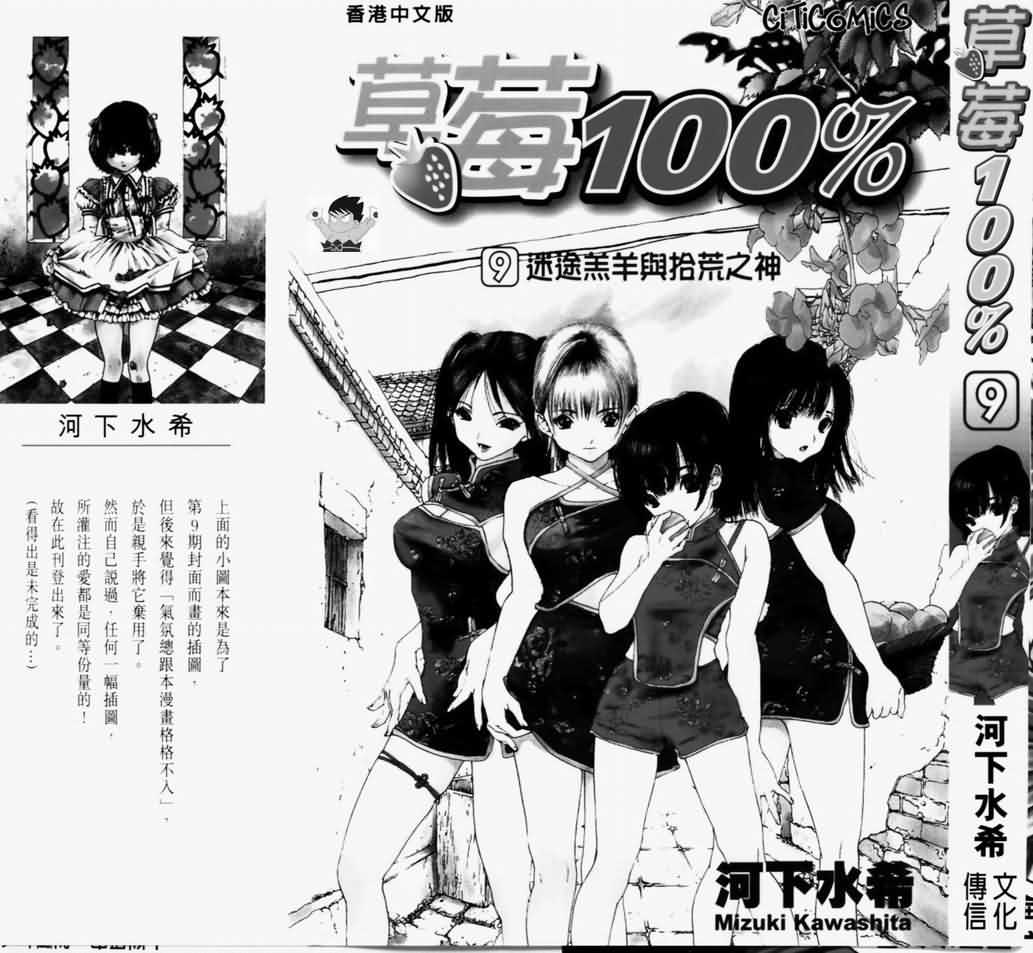 香港中文版
CiTiCOMiCS
草莓100%
⑨ 迷途羔羊與拾荒之神
河下水希
上面的小圖本來是為了
第9期封面而畫的插圖，
但後來覺得「氣氛總跟本漫畫格格不入」，
於是親手將它棄用了。
然而自己說過，任何一幅插圖，
所灌注的愛都是同等份量的！
故在此刊登出來了。
（看得出是未完成的…）
河下水希
Mizuki Kawashita
草莓100%
⑨
河下水希
文化傳信